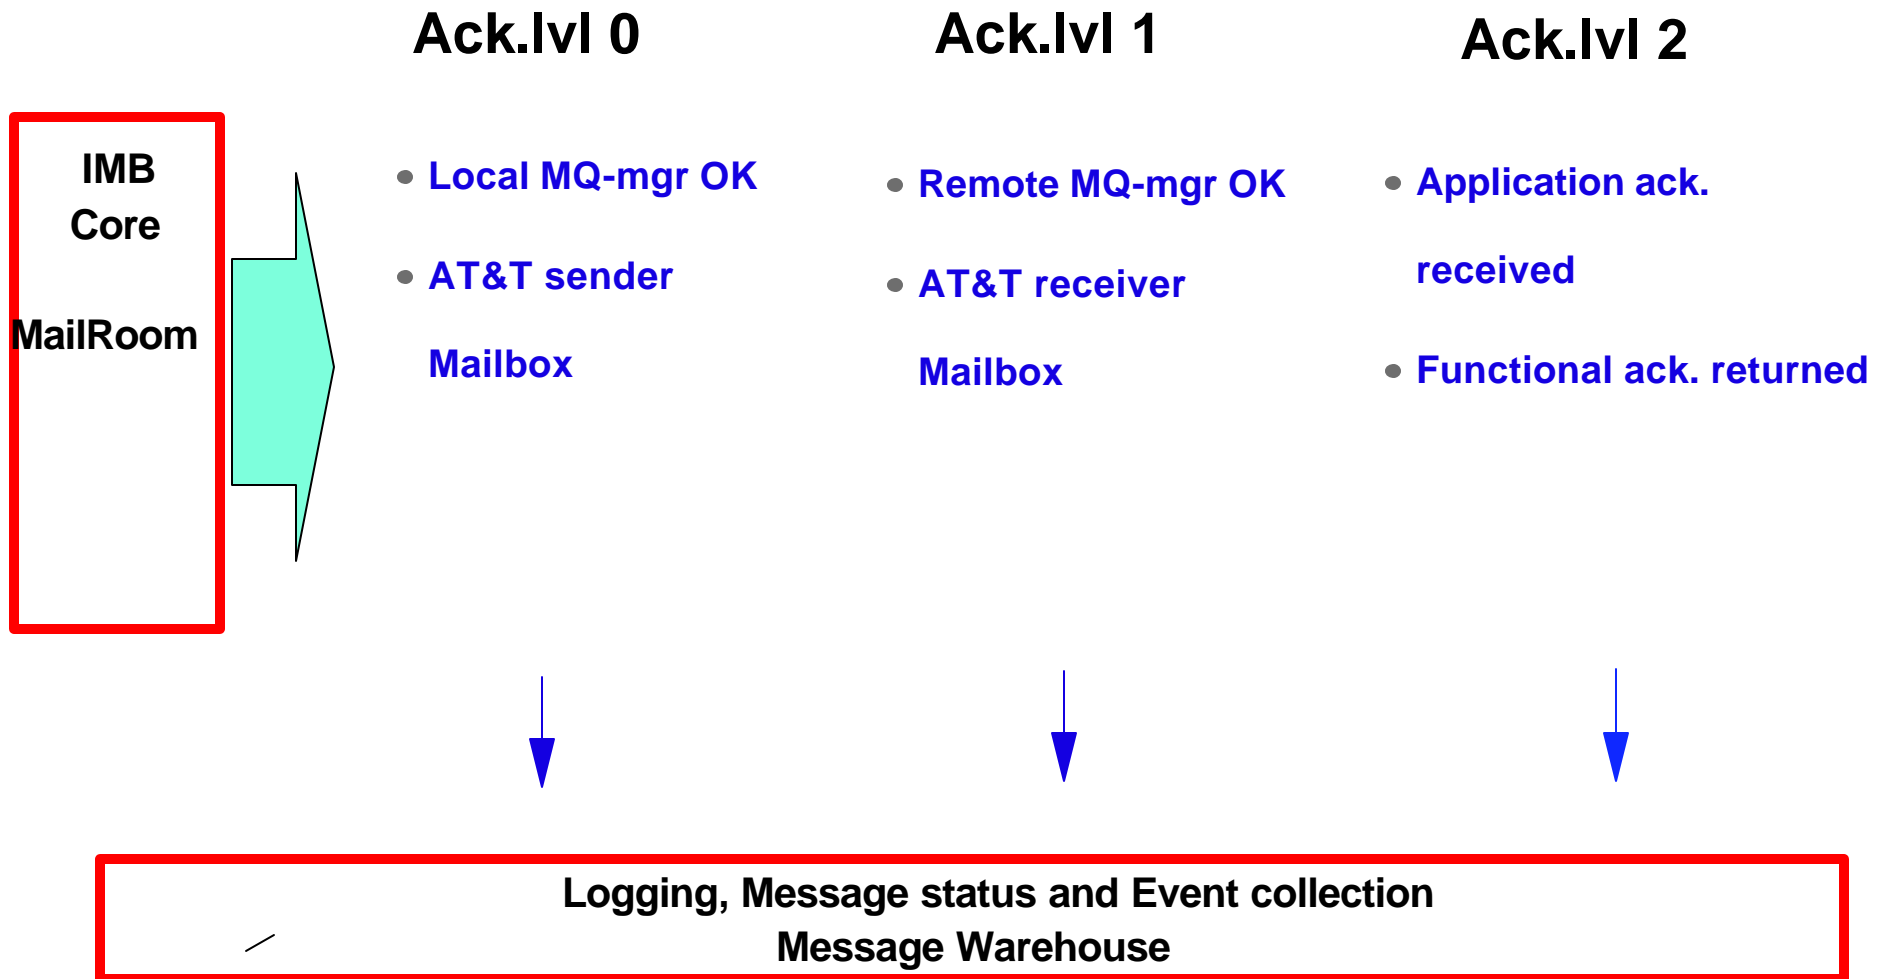 Ack.lvl 0
Ack.lvl 1
Ack.lvl 2
IMB
Core
MailRoom
Local MQ-mgr OK
AT&T sender
Mailbox
Remote MQ-mgr OK
AT&T receiver
Mailbox
Application ack.
received
Functional ack. returned
Logging, Message status and Event collection
Message Warehouse